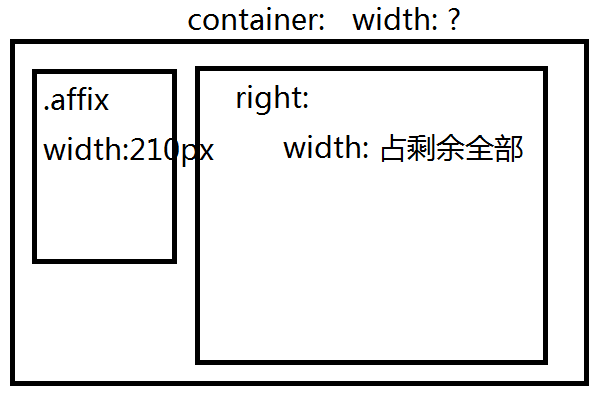 container: width: ?
.affix
width:210px
right:
width: 占剩余全部